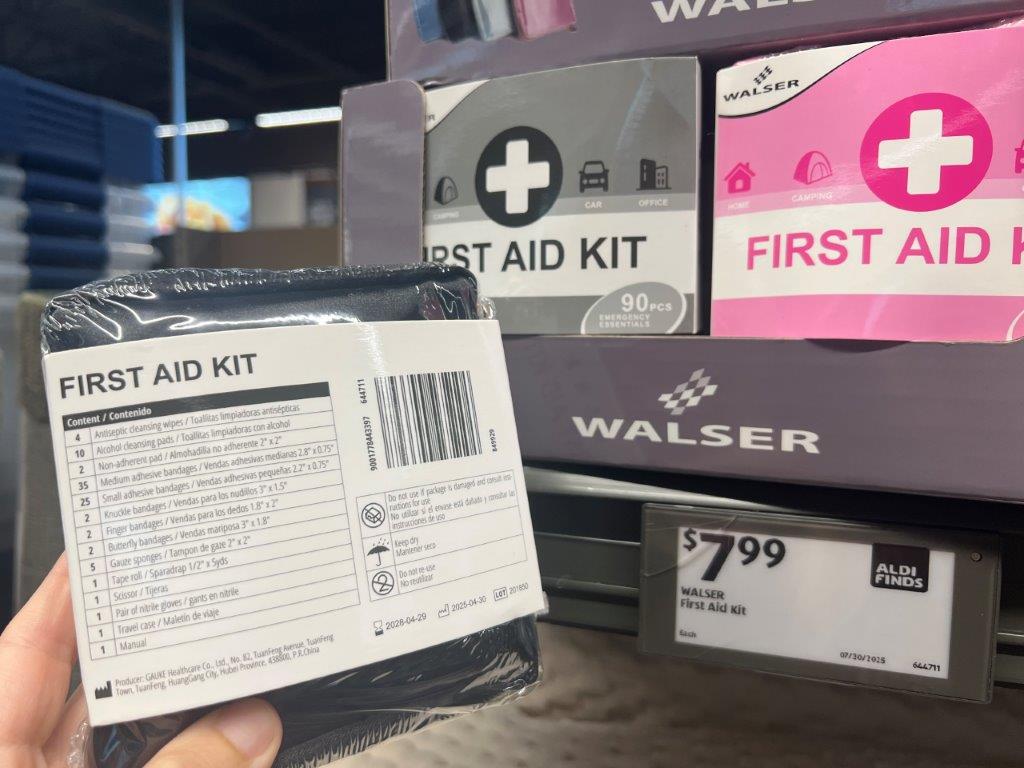 WALSER
WALSER
CAMPING
CAR
OFFICE
FIRST AID KIT
90 PCS
EMERGENCY
ESSENTIALS
WALSER
HOME
CAMPING
FIRST AID K
WALSER
FIRST AID KIT
Content / Contenido
4 Antiseptic cleansing wipes / Toallitas limpiadoras antisépticas
10 Alcohol cleansing pads / Toallitas limpiadoras con alcohol
2 Non-adherent pad / Almohadilla no adherente 2" x 2"
35 Medium adhesive bandages / Vendas adhesivas medianas 2.8" x 0.75"
25 Small adhesive bandages / Vendas adhesivas pequeñas 2.2" x 0.75"
2 Knuckle bandages / Vendas para los nudillos 3" x 1.5"
2 Finger bandages / Vendas para los dedos 1.8" x 2"
2 Butterfly bandages / Vendas mariposa 3" x 1.8"
5 Gauze sponges / Tampon de gaze 2" x 2"
1 Tape roll / Sparadrap 1/2" x 5yds
1 Scissor / Tijeras
1 Pair of nitrile gloves / gants en nitrile
1 Travel case / Maletín de viaje
1 Manual
Producer: GAUKE Healthcare Co., Ltd., No. 82, TuanFeng Avenue, TuanFeng
Town, TuanFeng, HuangGang City, Hubei Province, 438800, P.R.China
644711
9001778443397
849929
Do not use if package is damaged and consult ins-
tructions for use
No utilizar si el envase está dañado y consultar las
instrucciones de uso
Keep dry
Mantener seco
Do not re-use
No reutilizar
2028-04-29
2025-04-30
LOT 201850
$7.99
ALDI
FINDS
WALSER
First Aid Kit
Each
07/30/2025
644711